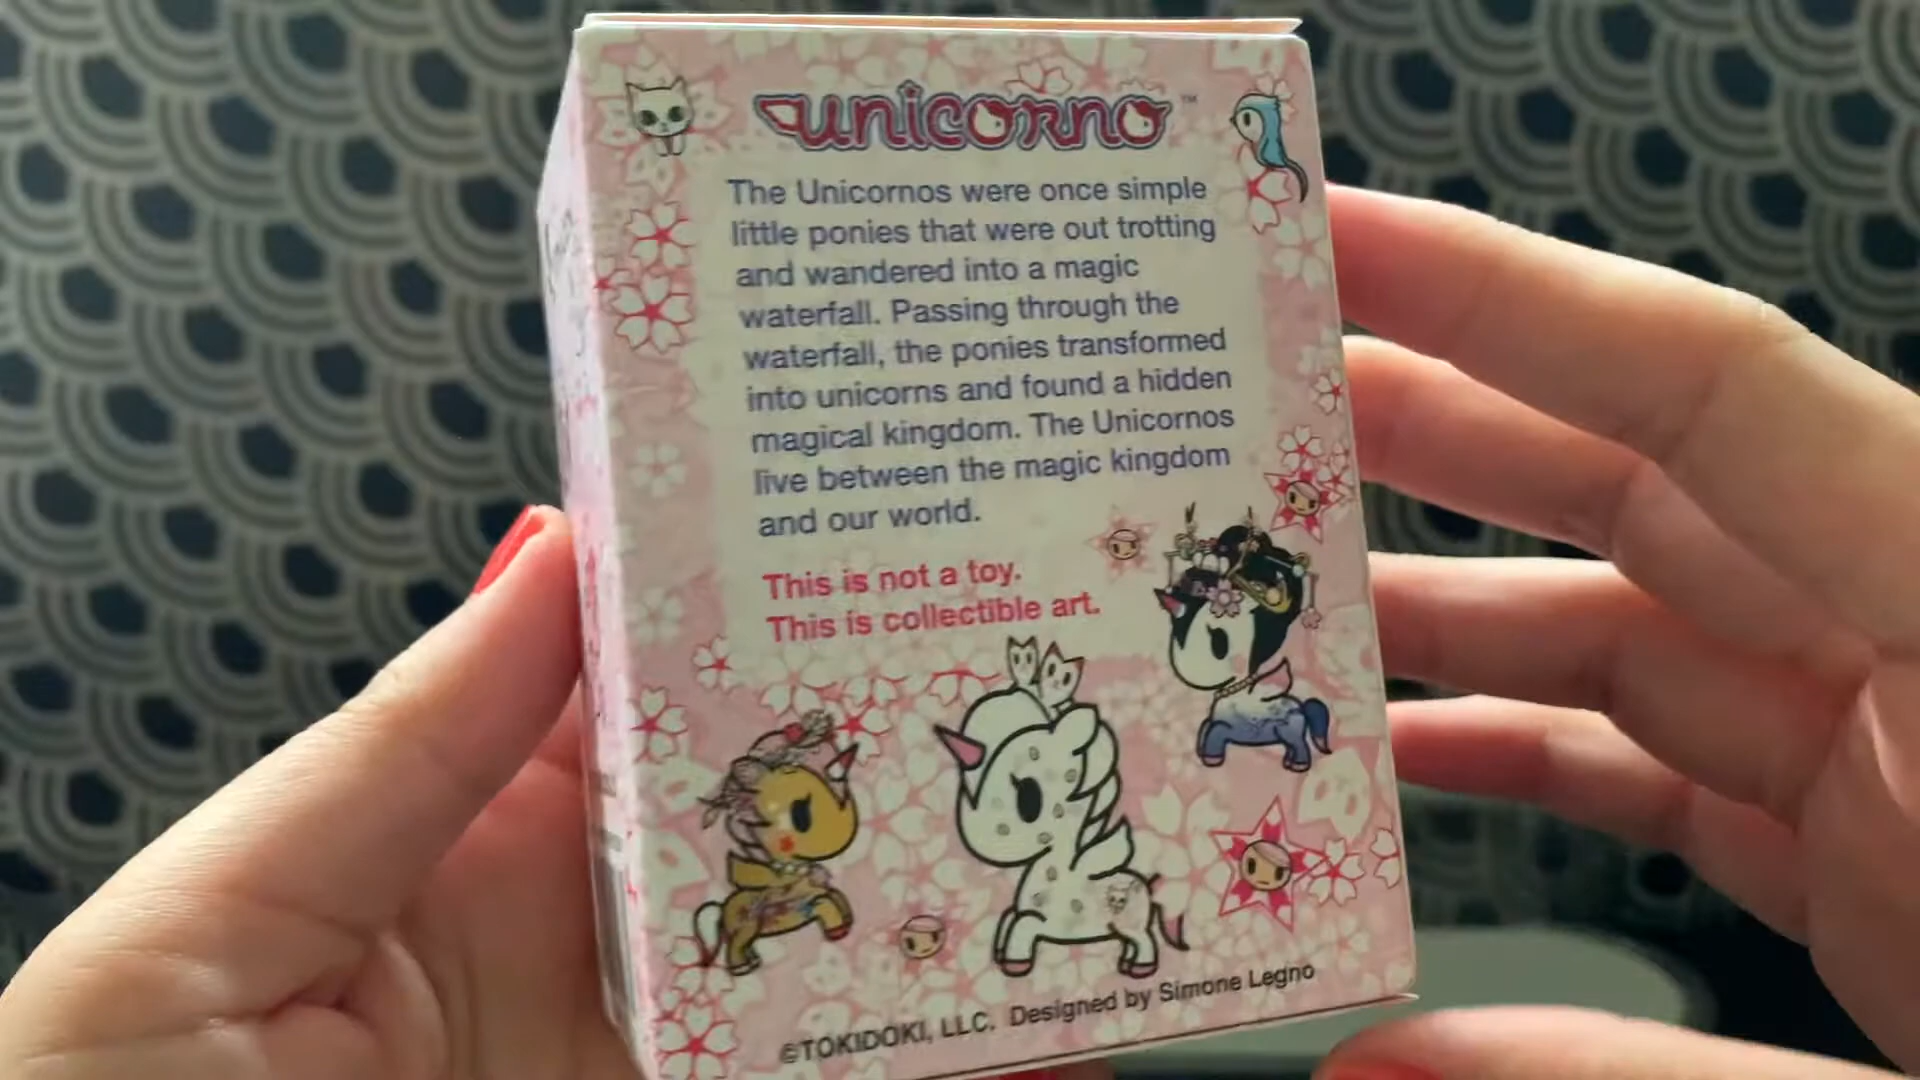 unicorno™
The Unicornos were once simple
little ponies that were out trotting
and wandered into a magic
waterfall. Passing through the
waterfall, the ponies transformed
into unicorns and found a hidden
magical kingdom. The Unicornos
live between the magic kingdom
and our world.
This is not a toy.
This is collectible art.
©TOKIDOKI, LLC. Designed by Simone Legno